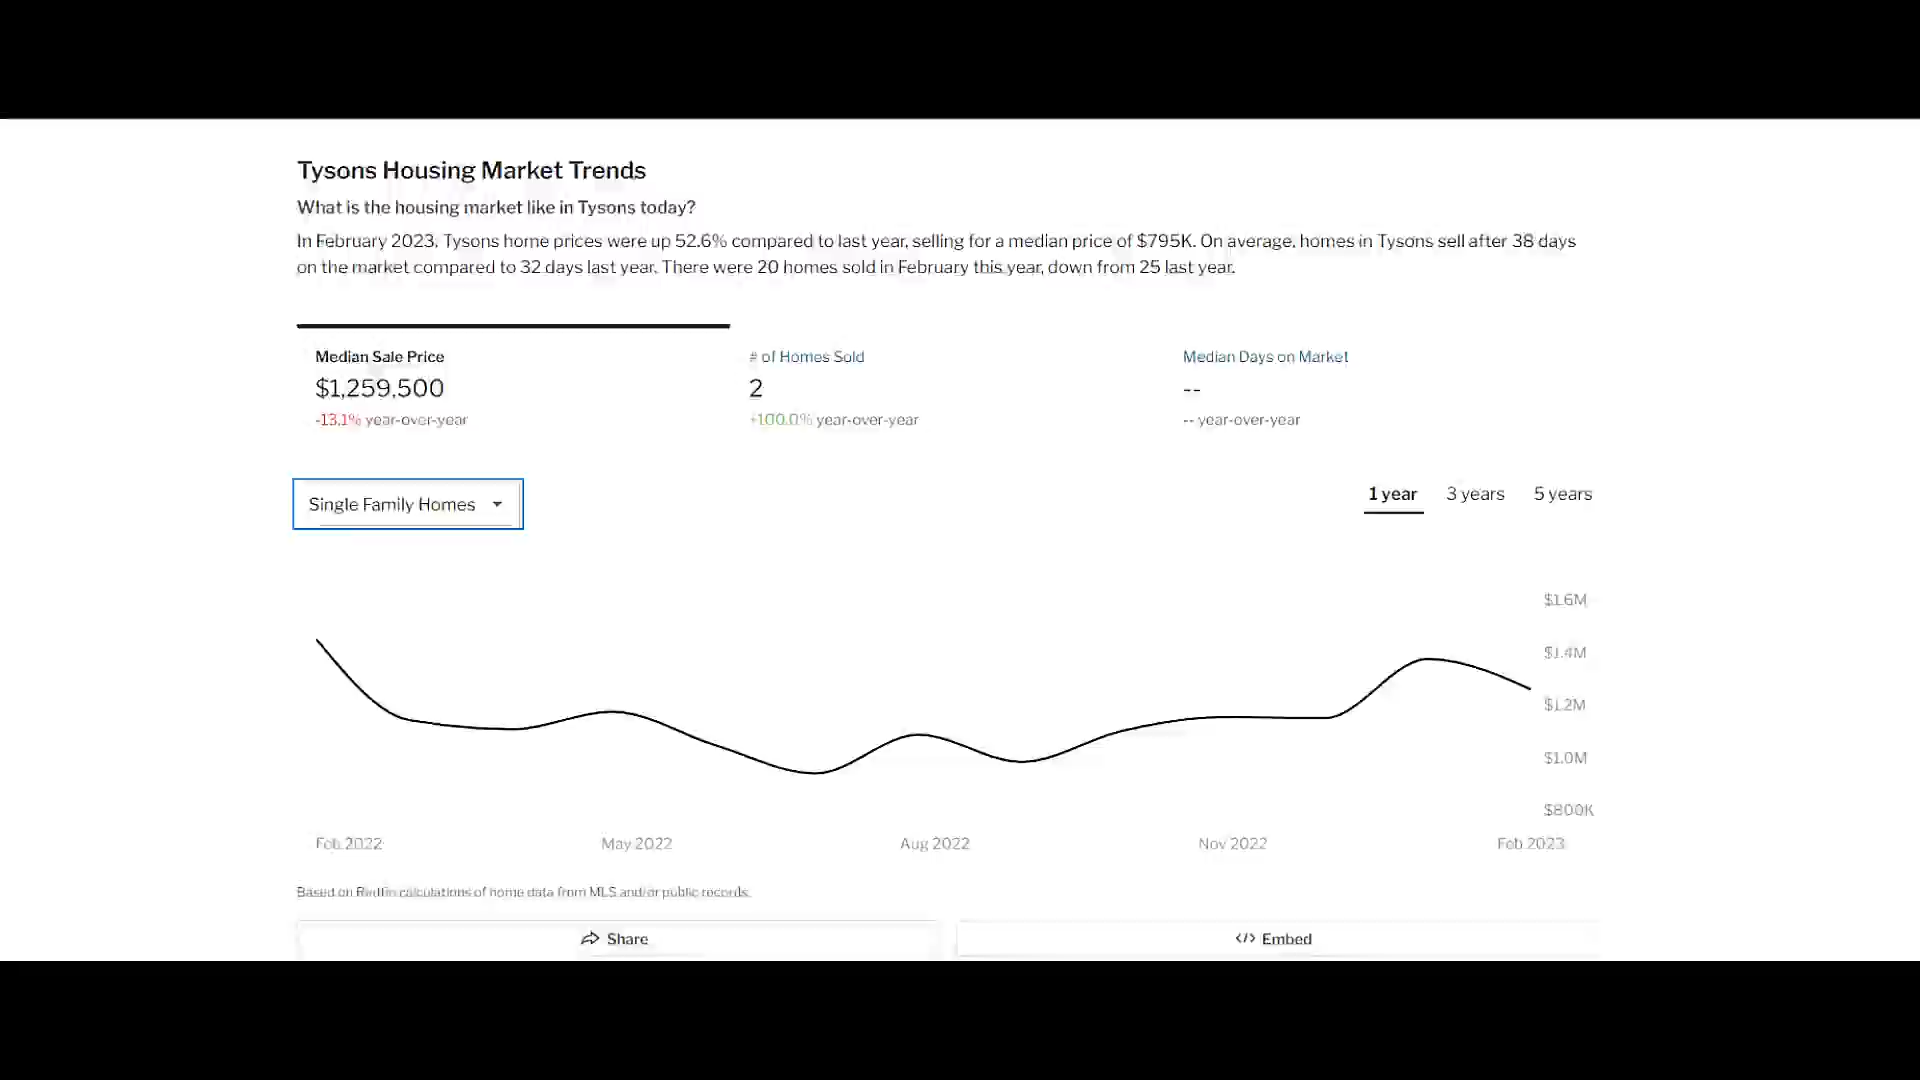 Tysons Housing Market Trends
What is the housing market like in Tysons today?
In February 2023, Tysons home prices were up 52.6% compared to last year, selling for a median price of $795K. On average, homes in Tysons sell after 38 days
on the market compared to 32 days last year. There were 20 homes sold in February this year, down from 25 last year.
Median Sale Price
$1,259,500
-13.1% year-over-year
# of Homes Sold
2
+100.0% year-over-year
Median Days on Market
--
-- year-over-year
Single Family Homes
1 year 3 years 5 years
$1.6M
$1.4M
$1.2M
$1.0M
$800K
Feb 2022 May 2022 Aug 2022 Nov 2022 Feb 2023
Based on Redfin calculations of home data from MLS and/or public records.
Share
</> Embed